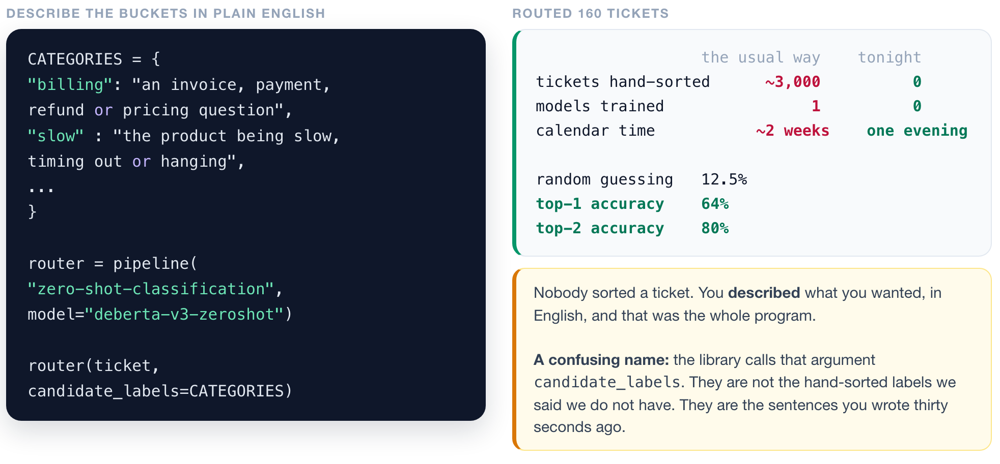 DESCRIBE THE BUCKETS IN PLAIN ENGLISH
CATEGORIES = {
"billing": "an invoice, payment,
refund or pricing question",
"slow" : "the product being slow,
timing out or hanging",
...
}
router = pipeline(
"zero-shot-classification",
model="deberta-v3-zeroshot")
router(ticket,
candidate_labels=CATEGORIES)
ROUTED 160 TICKETS
the usual way tonight
tickets hand-sorted ~3,000 0
models trained 1 0
calendar time ~2 weeks one evening
random guessing 12.5%
top-1 accuracy 64%
top-2 accuracy 80%
Nobody sorted a ticket. You described what you wanted, in
English, and that was the whole program.
A confusing name: the library calls that argument
candidate_labels. They are not the hand-sorted labels we
said we do not have. They are the sentences you wrote thirty
seconds ago.